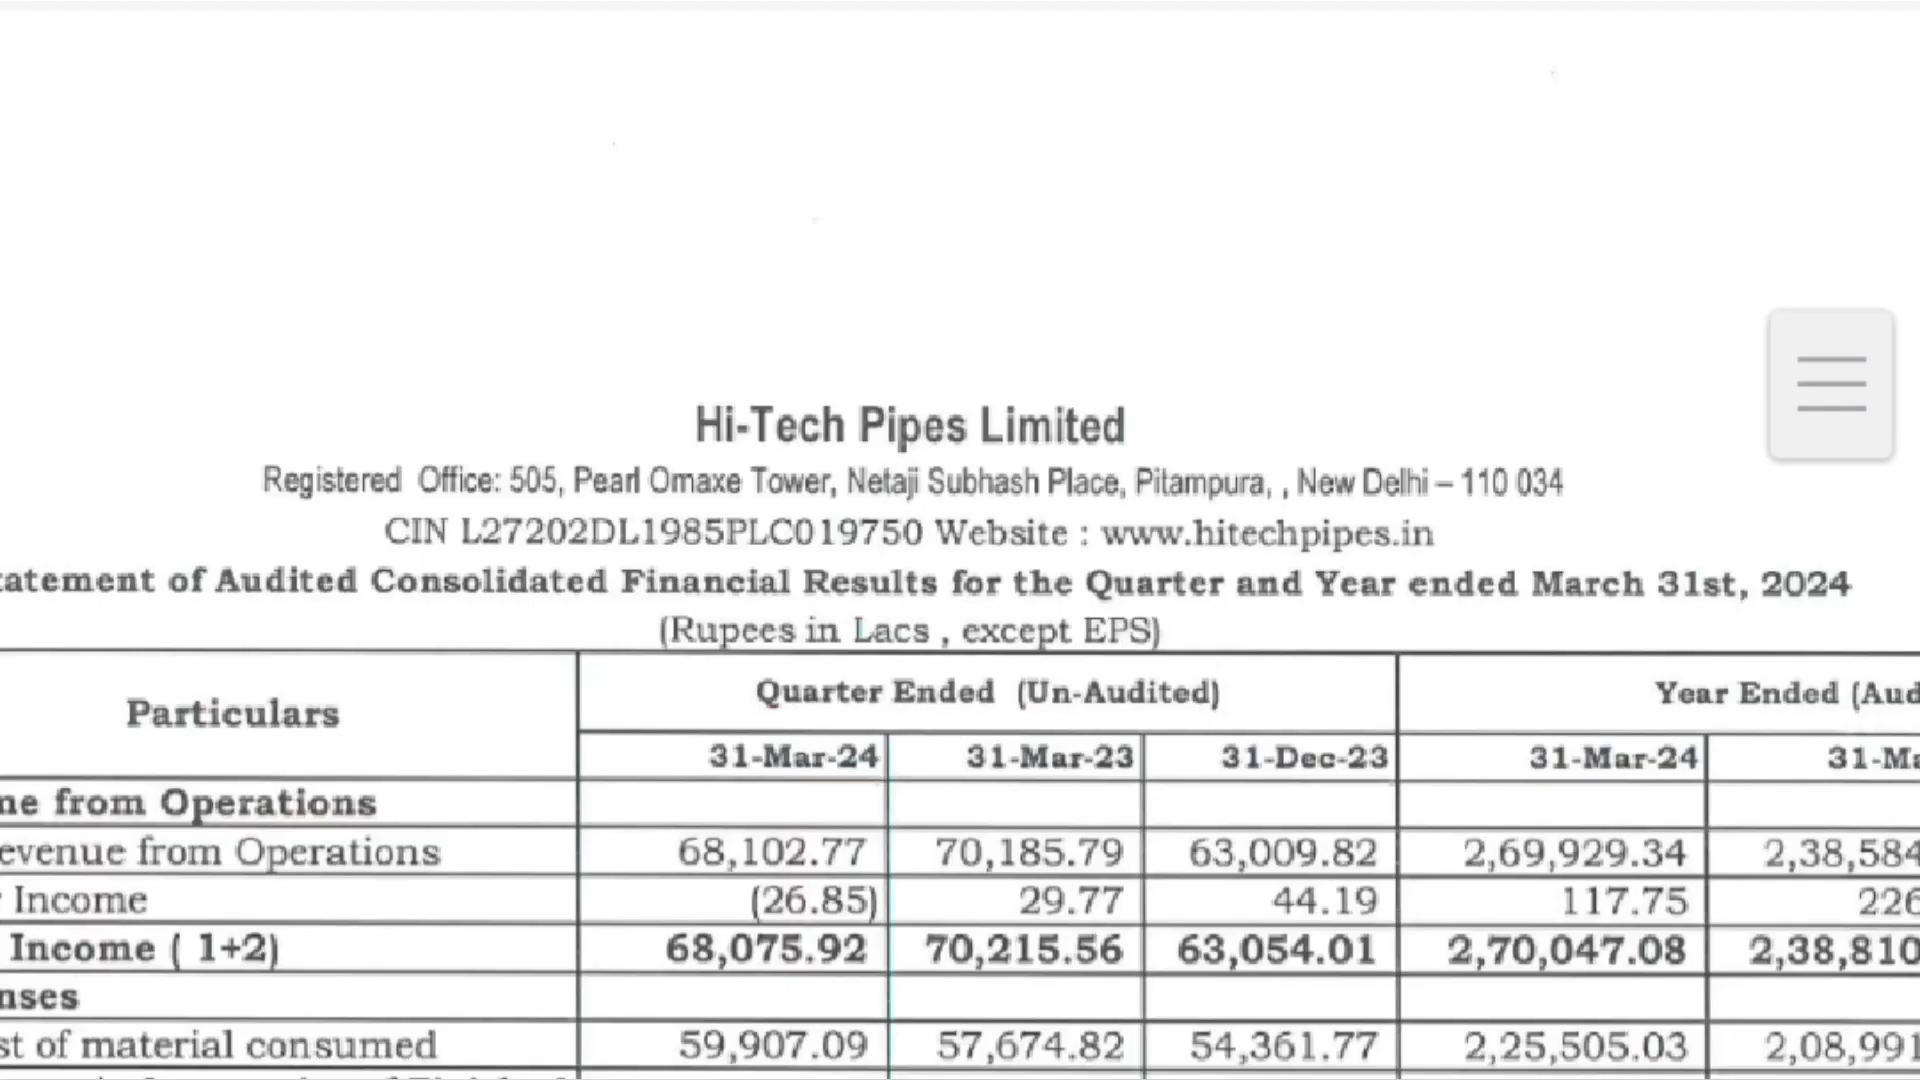 Hi-Tech Pipes Limited
Registered Office: 505, Pearl Omaxe Tower, Netaji Subhash Place, Pitampura, , New Delhi – 110 034
CIN L27202DL1985PLC019750 Website : www.hitechpipes.in
tatement of Audited Consolidated Financial Results for the Quarter and Year ended March 31st, 2024
(Rupees in Lacs , except EPS)
Particulars Quarter Ended (Un-Audited) Year Ended (Aud
31-Mar-24 31-Mar-23 31-Dec-23 31-Mar-24 31-Ma
me from Operations
evenue from Operations 68,102.77 70,185.79 63,009.82 2,69,929.34 2,38,584
Income (26.85) 29.77 44.19 117.75 226
Income ( 1+2) 68,075.92 70,215.56 63,054.01 2,70,047.08 2,38,810
nses
st of material consumed 59,907.09 57,674.82 54,361.77 2,25,505.03 2,08,991